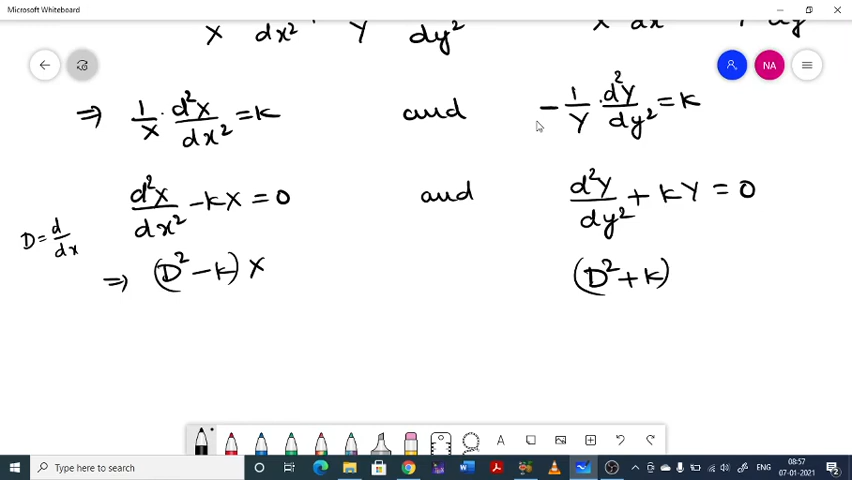 Microsoft Whiteboard
X dx² Y dy² X dx
NA
⇒ 1/X · d²X/dx² = k and − 1/Y · d²Y/dy² = k
d²X/dx² − kX = 0 and d²Y/dy² + kY = 0
D = d/dx
⇒ (D² − k) X (D² + k)
Type here to search
ENG
08:57
07-01-2021
2